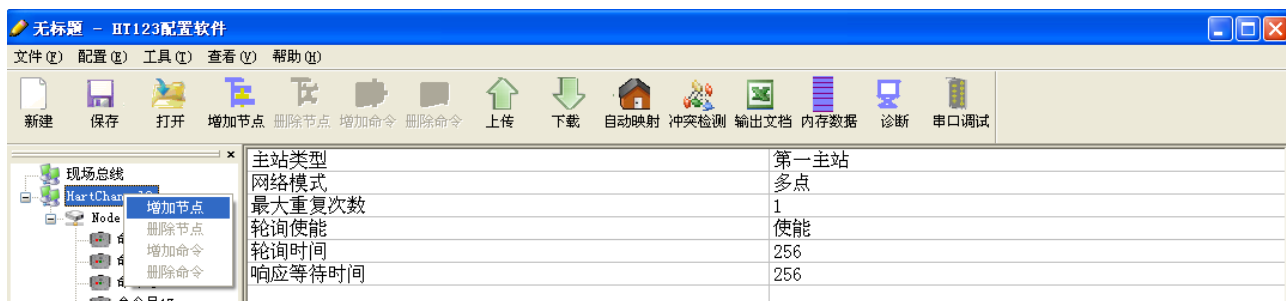 无标题 - HT123配置软件
文件(F) 配置(E) 工具(T) 查看(V) 帮助(H)
新建 保存 打开 增加节点 删除节点 增加命令 删除命令 上传 下载 自动映射 冲突检测 输出文档 内存数据 诊断 串口调试
现场总线
HartChan
Node
增加节点
删除节点
增加命令
删除命令
主站类型 第一主站
网络模式 多点
最大重复次数 1
轮询使能 使能
轮询时间 256
响应等待时间 256